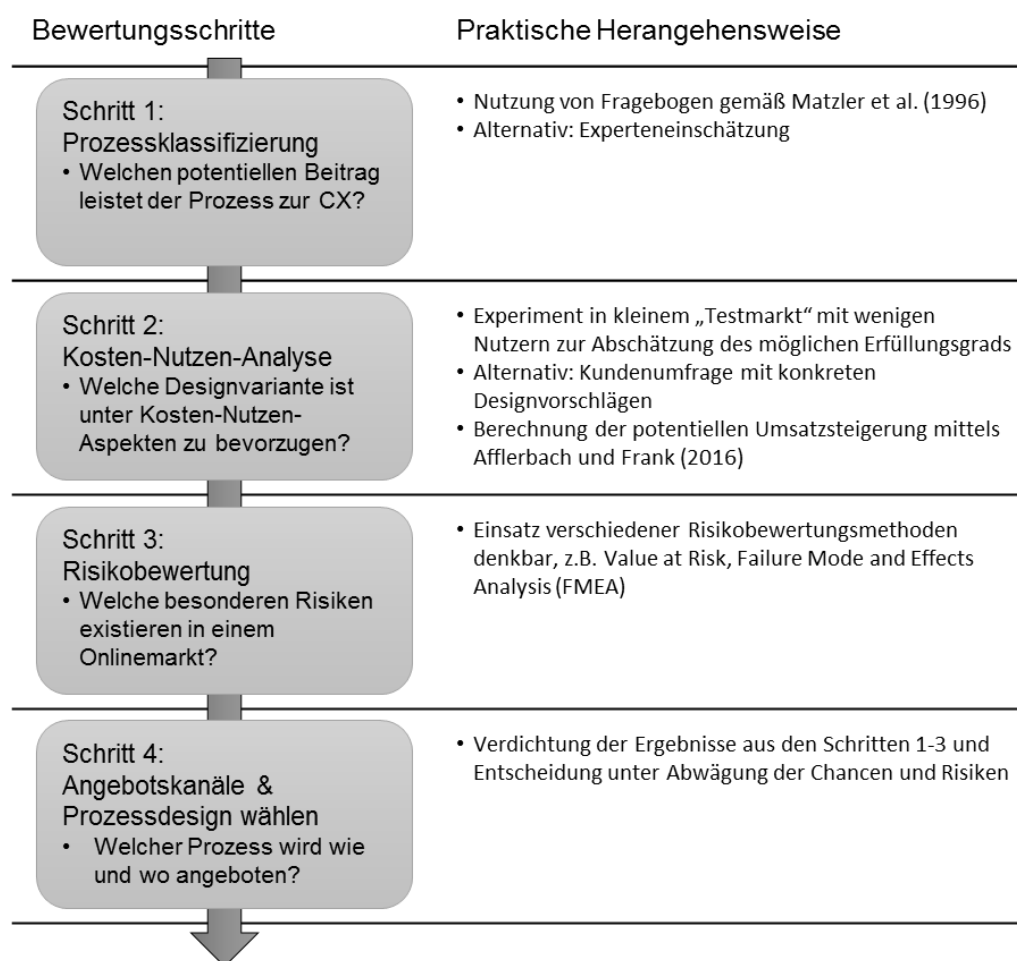 Bewertungsschritte
Praktische Herangehensweise
Schritt 1:
Prozessklassifizierung
• Welchen potentiellen Beitrag
leistet der Prozess zur CX?
• Nutzung von Fragebogen gemäß Matzler et al. (1996)
• Alternativ: Experteneinschätzung
Schritt 2:
Kosten-Nutzen-Analyse
• Welche Designvariante ist
unter Kosten-Nutzen-
Aspekten zu bevorzugen?
• Experiment in kleinem „Testmarkt“ mit wenigen
Nutzern zur Abschätzung des möglichen Erfüllungsgrads
• Alternativ: Kundenumfrage mit konkreten
Designvorschlägen
• Berechnung der potentiellen Umsatzsteigerung mittels
Afflerbach und Frank (2016)
Schritt 3:
Risikobewertung
• Welche besonderen Risiken
existieren in einem
Onlinemarkt?
• Einsatz verschiedener Risikobewertungsmethoden
denkbar, z.B. Value at Risk, Failure Mode and Effects
Analysis (FMEA)
Schritt 4:
Angebotskanäle &
Prozessdesign wählen
• Welcher Prozess wird wie
und wo angeboten?
• Verdichtung der Ergebnisse aus den Schritten 1-3 und
Entscheidung unter Abwägung der Chancen und Risiken